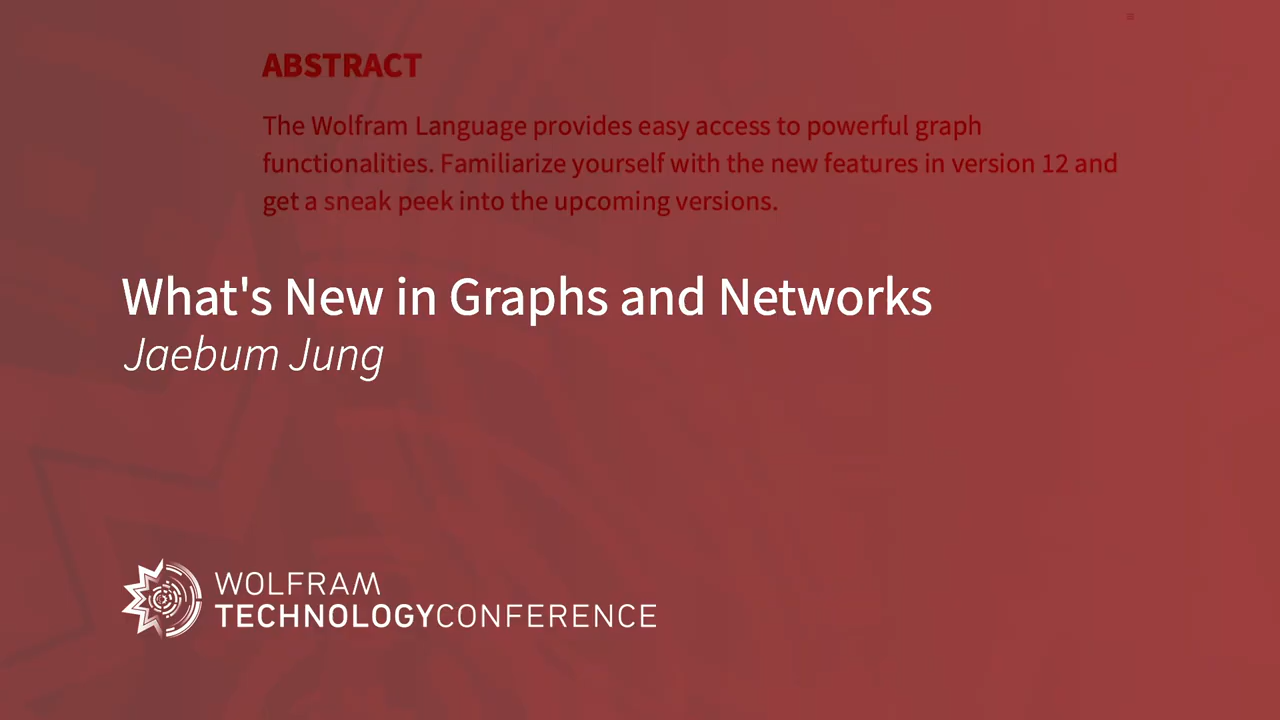 ABSTRACT
The Wolfram Language provides easy access to powerful graph
functionalities. Familiarize yourself with the new features in version 12 and
get a sneak peek into the upcoming versions.
What's New in Graphs and Networks
Jaebum Jung
WOLFRAM
TECHNOLOGYCONFERENCE